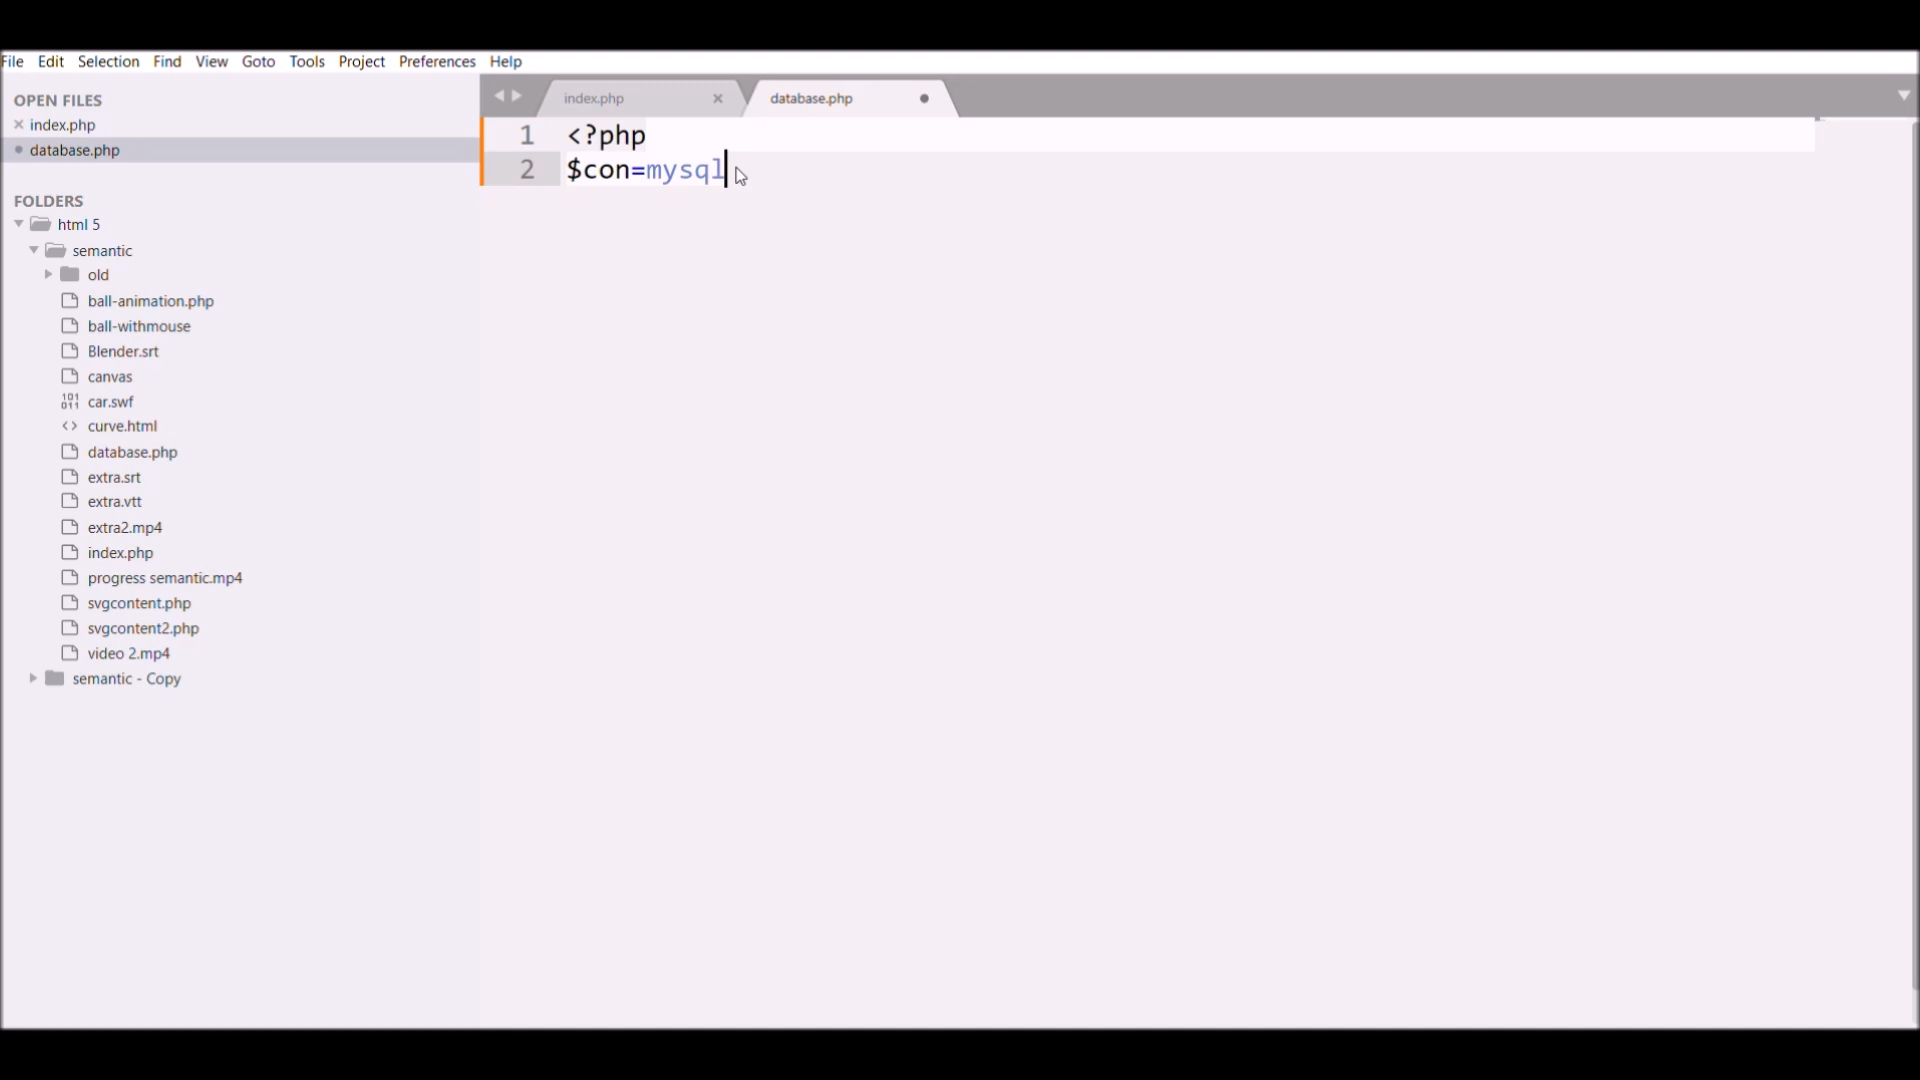 File Edit Selection Find View Goto Tools Project Preferences Help
OPEN FILES
index.php
database.php
FOLDERS
html 5
semantic
old
ball-animation.php
ball-withmouse
Blender.srt
canvas
car.swf
curve.html
database.php
extra.srt
extra.vtt
extra2.mp4
index.php
progress semantic.mp4
svgcontent.php
svgcontent2.php
video 2.mp4
semantic - Copy
index.php database.php
1 <?php
2 $con=mysql